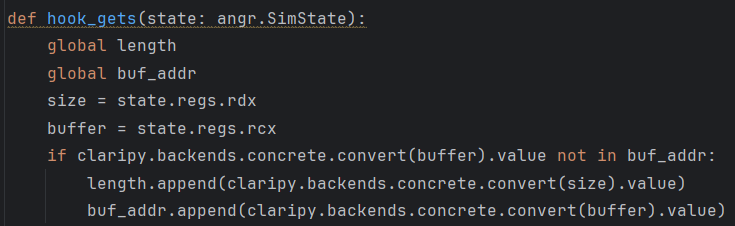 def hook_gets(state: angr.SimState):
    global length
    global buf_addr
    size = state.regs.rdx
    buffer = state.regs.rcx
    if claripy.backends.concrete.convert(buffer).value not in buf_addr:
        length.append(claripy.backends.concrete.convert(size).value)
        buf_addr.append(claripy.backends.concrete.convert(buffer).value)